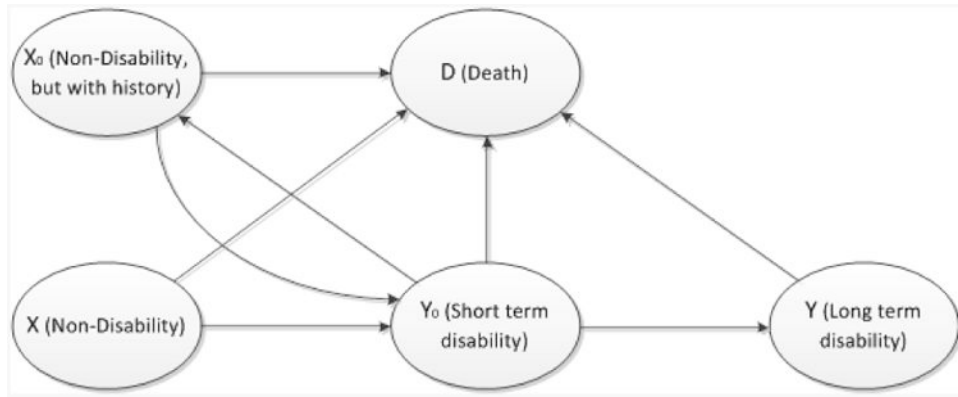 X₀ (Non-Disability,
but with history)
D (Death)
X (Non-Disability)
Y₀ (Short term
disability)
Y (Long term
disability)